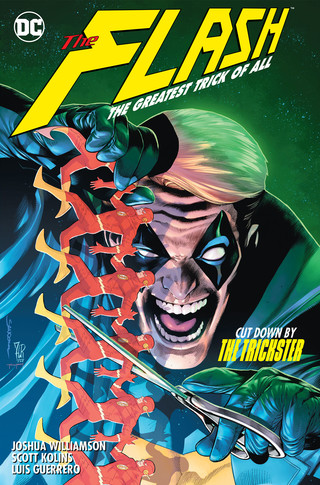 DC
The
FLASH
THE GREATEST TRICK OF ALL
CUT DOWN BY
THE TRICKSTER
JOSHUA WILLIAMSON
SCOTT KOLINS
LUIS GUERRERO